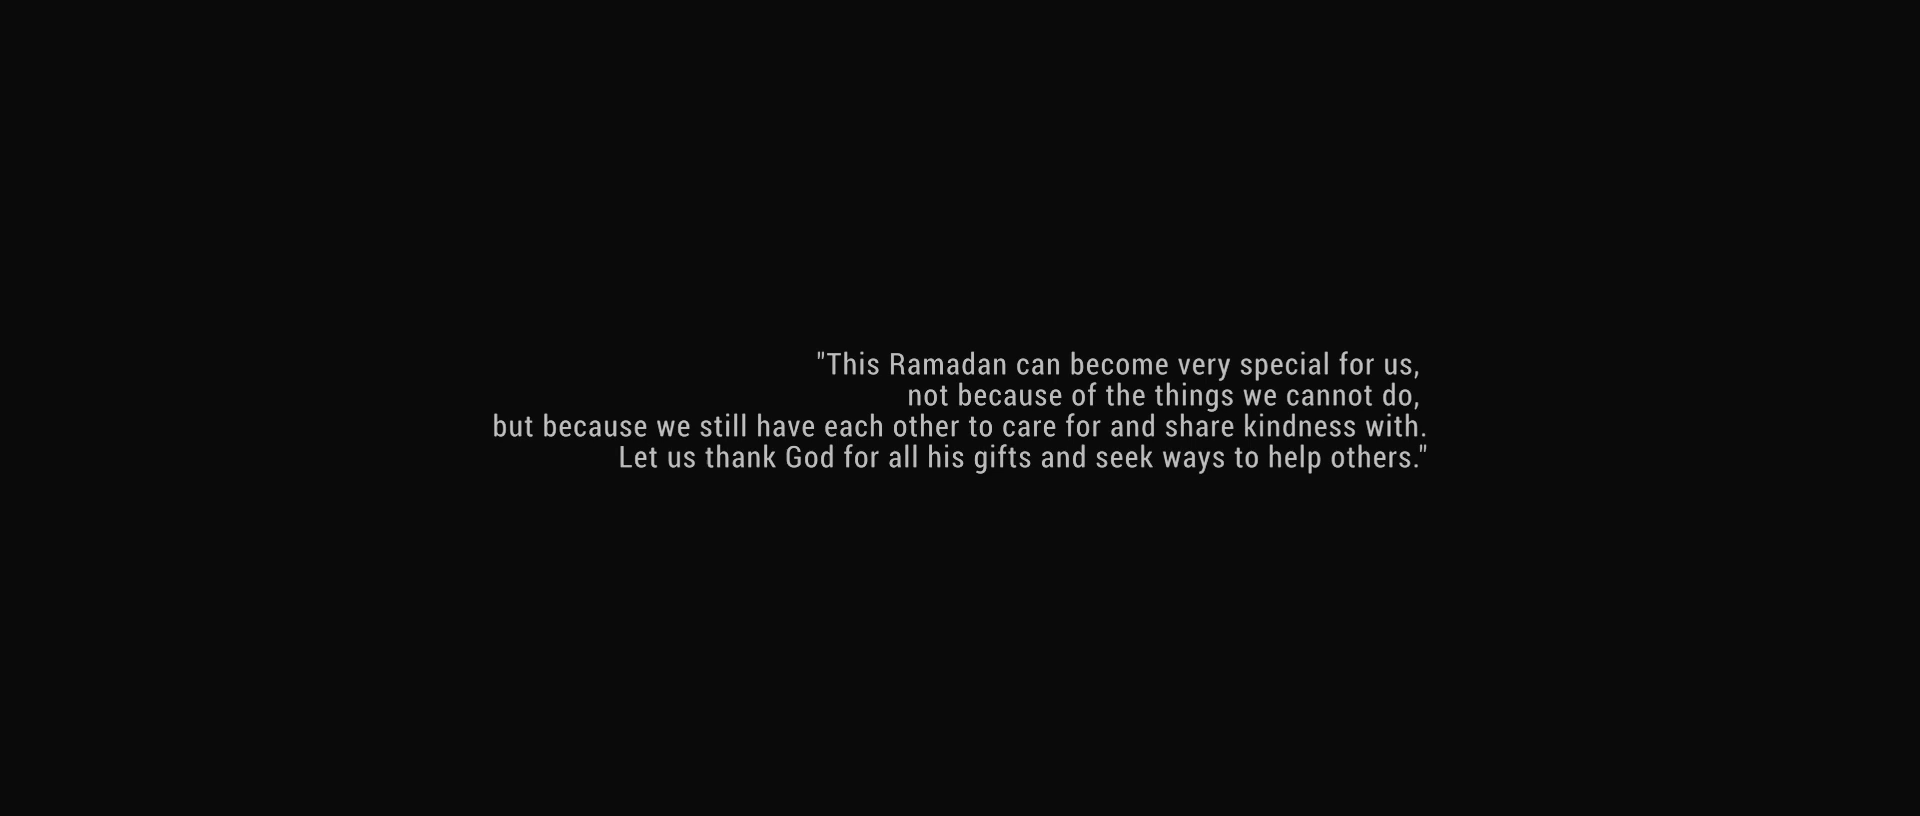 "This Ramadan can become very special for us,
not because of the things we cannot do,
but because we still have each other to care for and share kindness with.
Let us thank God for all his gifts and seek ways to help others."